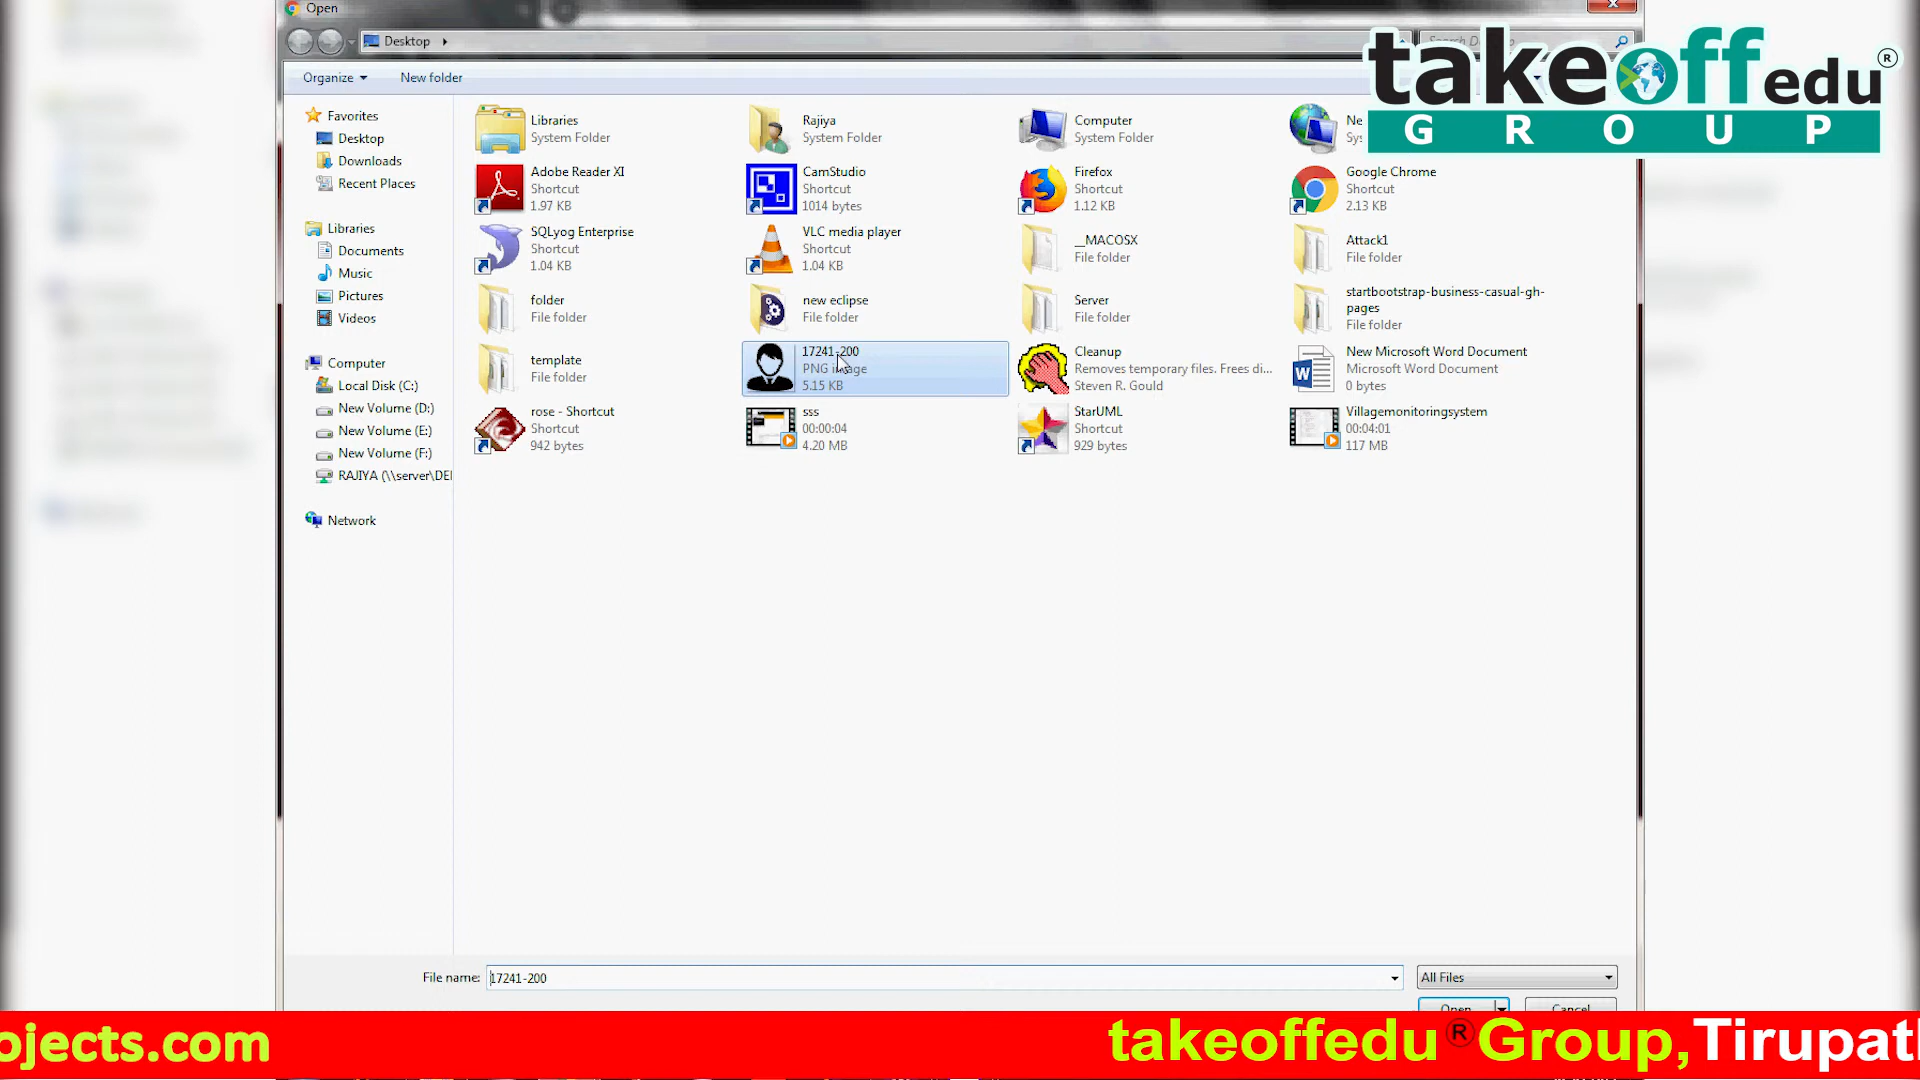 Open
Desktop
takeoffedu ®
GROUP
Organize
New folder
Favorites
Desktop
Downloads
Recent Places
Libraries
Documents
Music
Pictures
Videos
Computer
Local Disk (C:)
New Volume (D:)
New Volume (E:)
New Volume (F:)
RAJIYA (\\server\DEI
Network
Libraries
System Folder
Rajiya
System Folder
Computer
System Folder
Ne
Sys
Adobe Reader XI
Shortcut
1.97 KB
CamStudio
Shortcut
1014 bytes
Firefox
Shortcut
1.12 KB
Google Chrome
Shortcut
2.13 KB
SQLyog Enterprise
Shortcut
1.04 KB
VLC media player
Shortcut
1.04 KB
__MACOSX
File folder
Attack1
File folder
folder
File folder
new eclipse
File folder
Server
File folder
startbootstrap-business-casual-gh-
pages
File folder
template
File folder
17241-200
PNG image
5.15 KB
Cleanup
Removes temporary files. Frees di...
Steven R. Gould
New Microsoft Word Document
Microsoft Word Document
0 bytes
rose - Shortcut
Shortcut
942 bytes
sss
00:00:04
4.20 MB
StarUML
Shortcut
929 bytes
Villagemonitoringsystem
00:04:01
117 MB
File name:
17241-200
All Files
Open
Cancel
ojects.com
takeoffedu ® Group, Tirupat